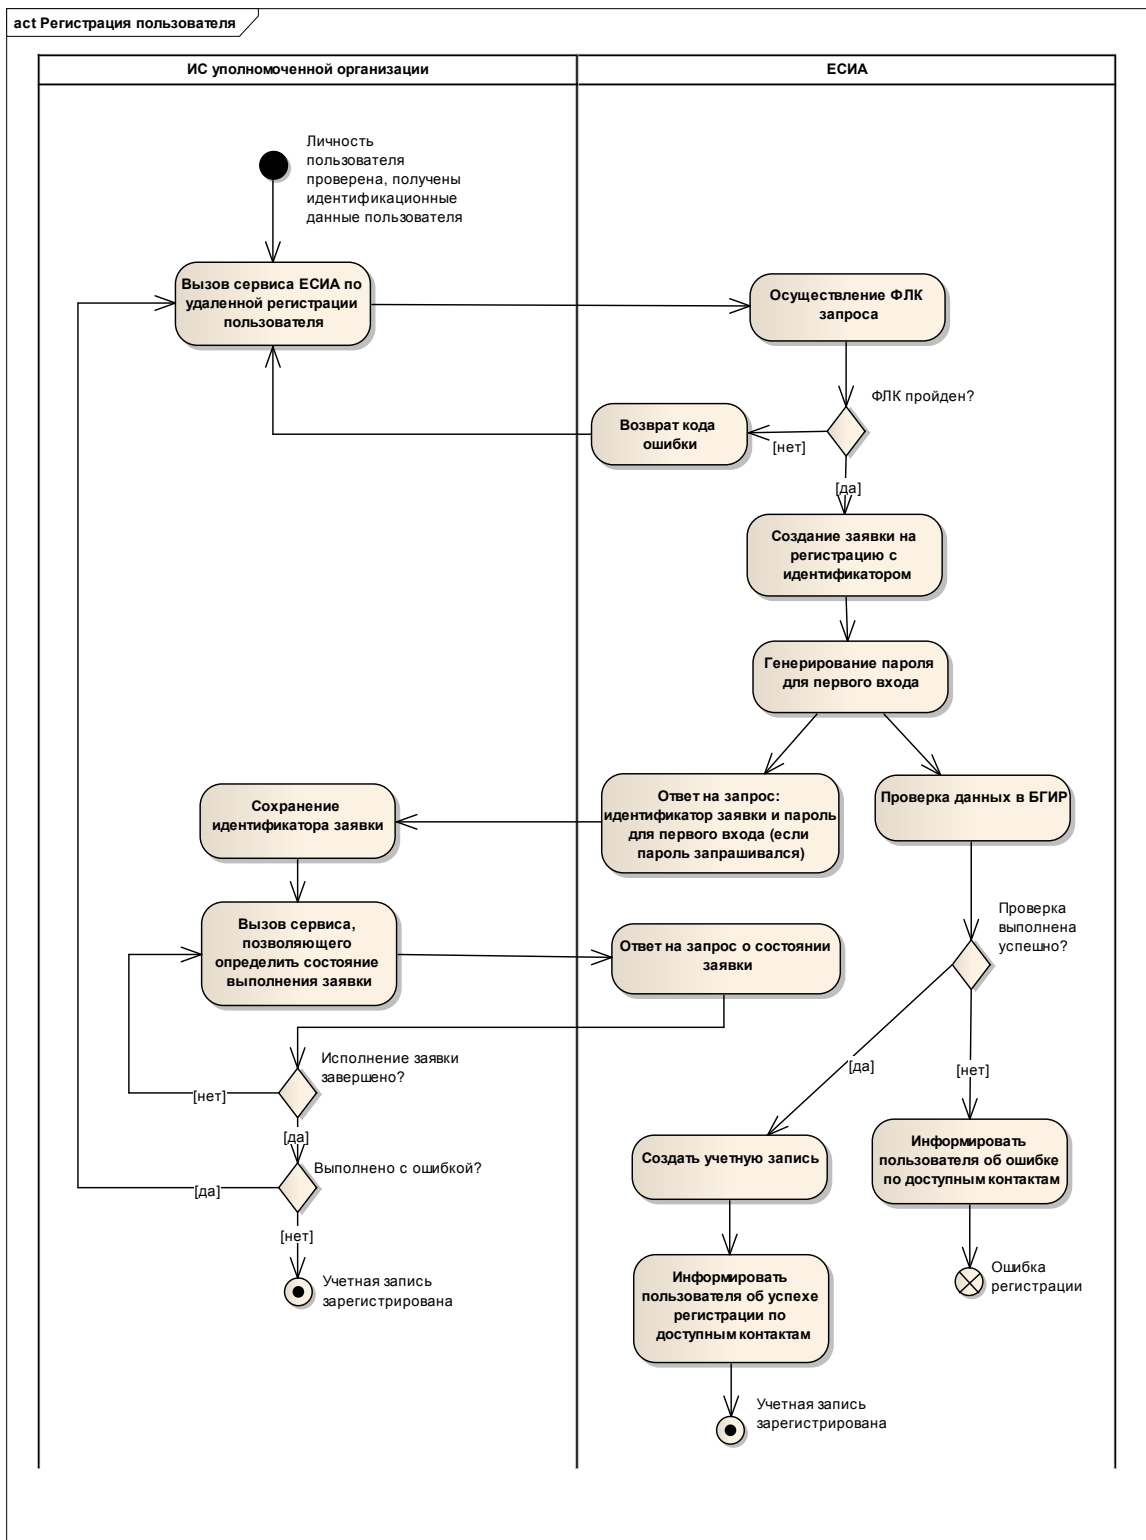 act Регистрация пользователя
ИС уполномоченной организации
ЕСИА
Личность
пользователя
проверена, получены
идентификационные
данные пользователя
Вызов сервиса ЕСИА по
удаленной регистрации
пользователя
Осуществление ФЛК
запроса
ФЛК пройден?
Возврат кода
ошибки
[нет]
[да]
Создание заявки на
регистрацию с
идентификатором
Генерирование пароля
для первого входа
Сохранение
идентификатора заявки
Ответ на запрос:
идентификатор заявки и пароль
для первого входа (если
пароль запрашивался)
Проверка данных в БГИР
Вызов сервиса,
позволяющего
определить состояние
выполнения заявки
Ответ на запрос о состоянии
заявки
Проверка
выполнена
успешно?
Исполнение заявки
завершено?
[нет]
[да]
[да]
[нет]
Выполнено с ошибкой?
[да]
[нет]
Создать учетную запись
Информировать
пользователя об ошибке
по доступным контактам
Учетная запись
зарегистрирована
Информировать
пользователя об успехе
регистрации по
доступным контактам
Ошибка
регистрации
Учетная запись
зарегистрирована